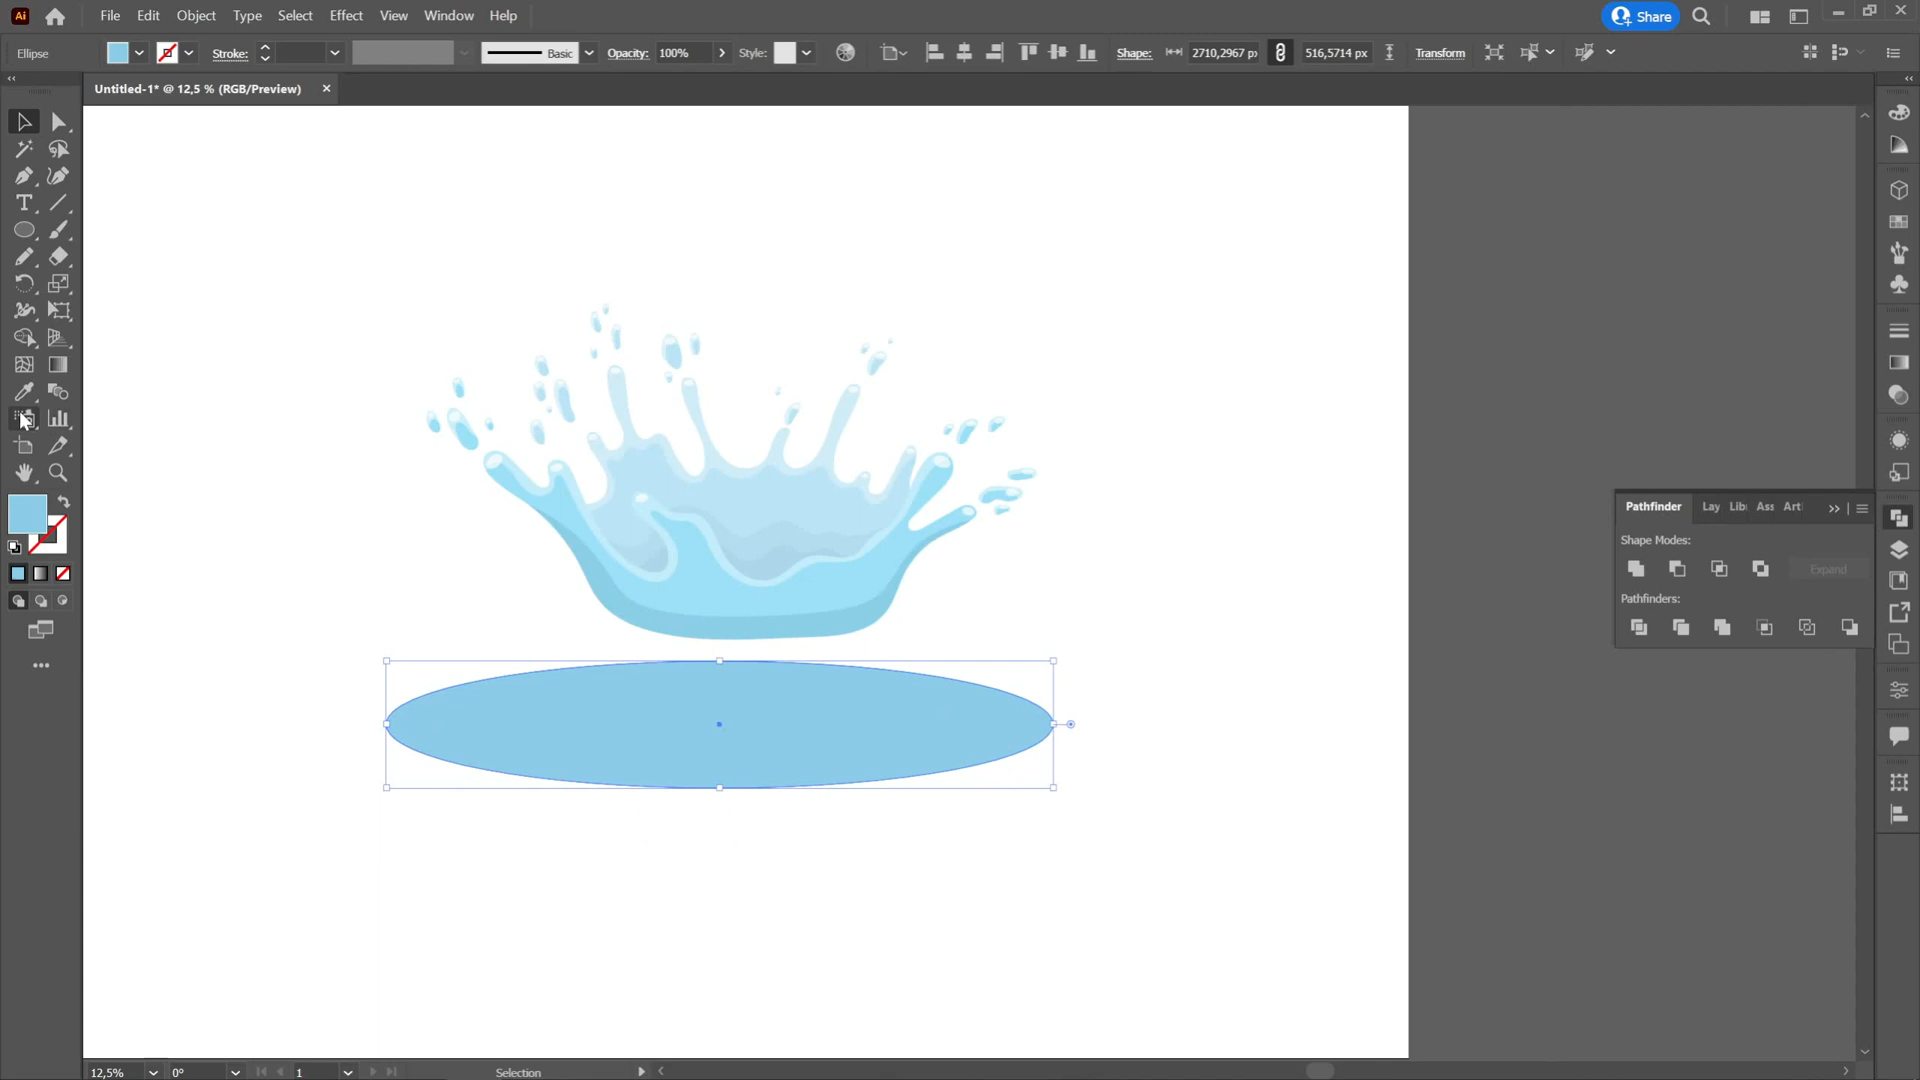 Ai File Edit Object Type Select Effect View Window Help Share
Ellipse Stroke: Basic Opacity: 100% Style: Shape: 2710,2967 px 516,5714 px Transform
Untitled-1* @ 12,5 % (RGB/Preview)
Pathfinder Lay Lib Ass Art
Shape Modes:
Expand
Pathfinders:
12,5% 0° 1 Selection